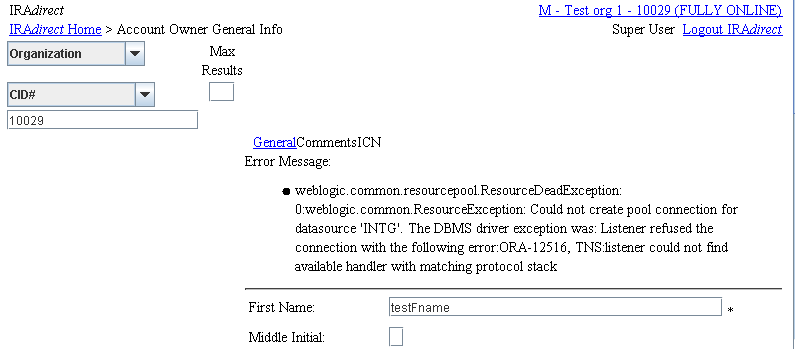 IRAdirect
M - Test org 1 - 10029 (FULLY ONLINE)
IRAdirect Home > Account Owner General Info
Super User Logout IRAdirect
Organization
Max
Results
CID#
10029
GeneralCommentsICN
Error Message:
weblogic.common.resourcepool.ResourceDeadException:
0:weblogic.common.ResourceException: Could not create pool connection for
datasource 'INTG'. The DBMS driver exception was: Listener refused the
connection with the following error:ORA-12516, TNS:listener could not find
available handler with matching protocol stack
First Name:
testFname
*
Middle Initial: